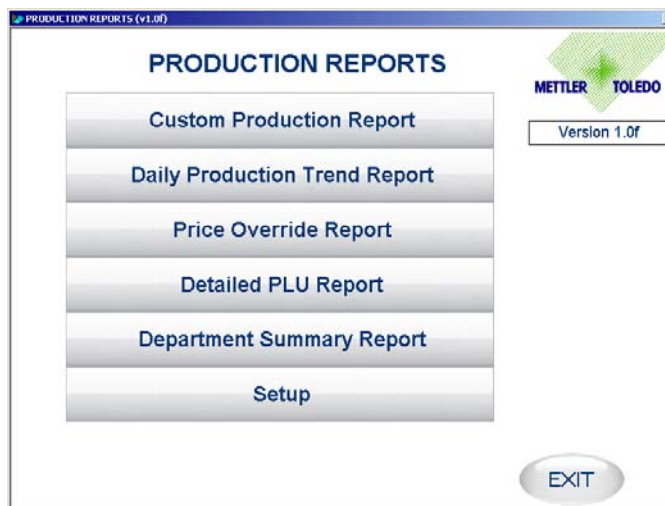 PRODUCTION REPORTS (v1.0f)
PRODUCTION REPORTS
METTLER TOLEDO
Version 1.0f
Custom Production Report
Daily Production Trend Report
Price Override Report
Detailed PLU Report
Department Summary Report
Setup
EXIT